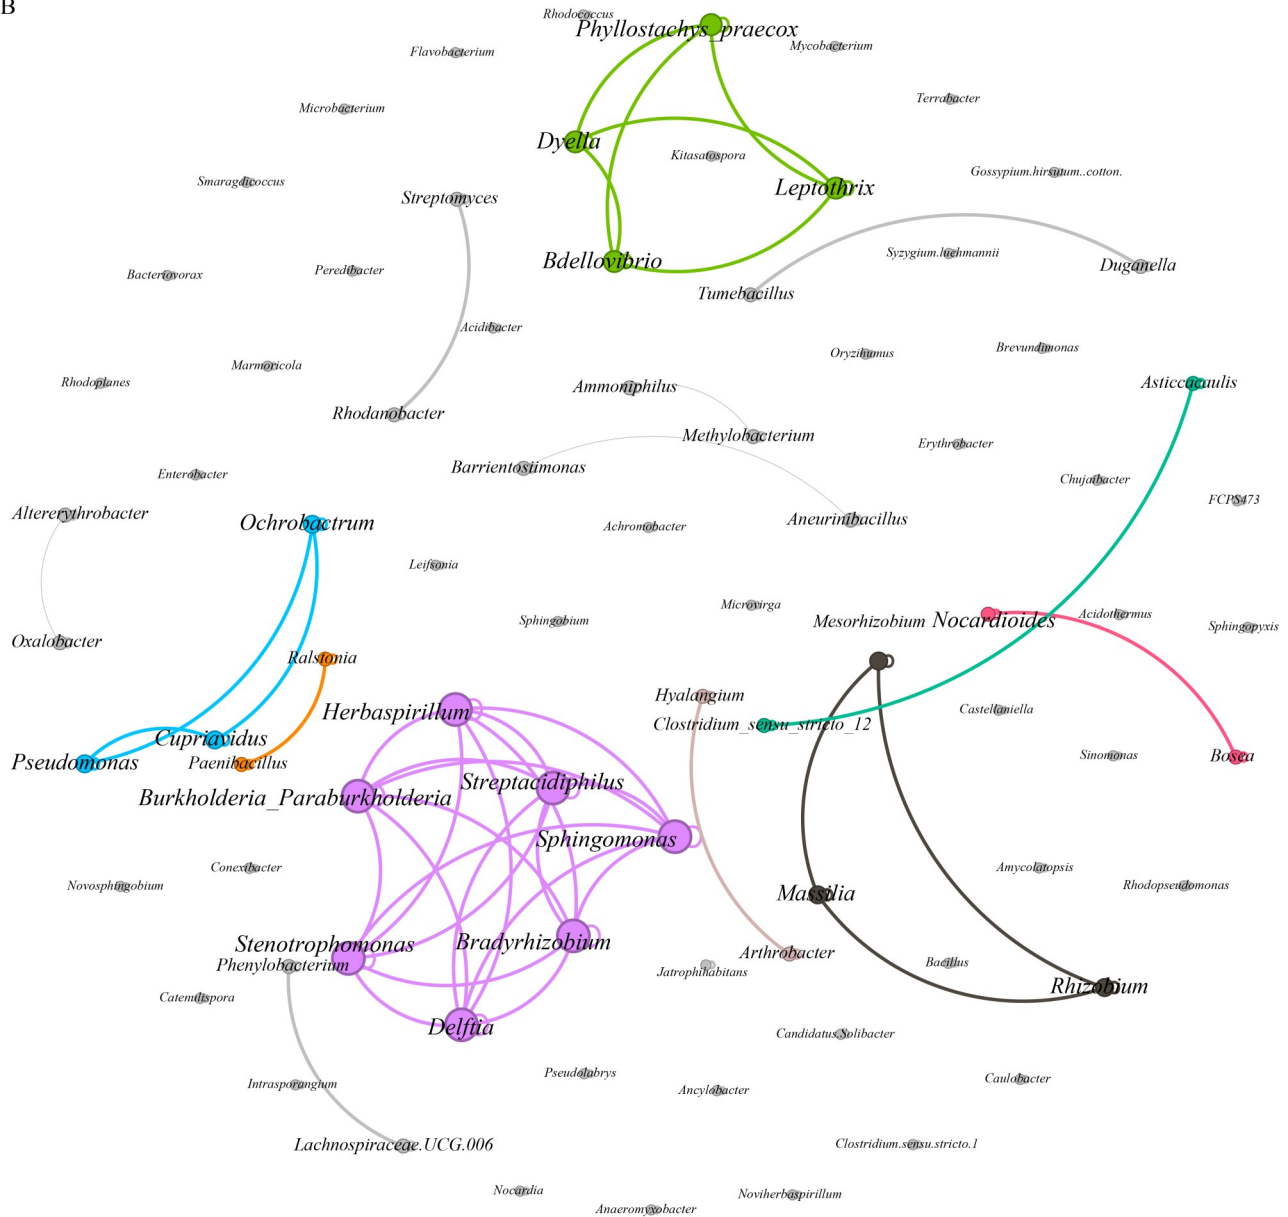 B
Rhodococcus
Phyllostachys_praecox
Mycobacterium
Flavobacterium
Terrabacter
Microbacterium
Dyella
Kitasatospora
Gossypium.hirsutum..cotton.
Smaragdicoccus
Leptothrix
Streptomyces
Syzygium.luehmannii
Bdellovibrio
Duganella
Bacteriovorax
Peredibacter
Tumebacillus
Acidibacter
Brevundimonas
Oryzihumus
Marmoricola
Rhodoplanes
Asticcacaulis
Ammoniphilus
Rhodanobacter
Methylobacterium
Erythrobacter
Barrientosiimonas
Enterobacter
Chujaibacter
FCPS473
Altererythrobacter
Aneurinibacillus
Ochrobactrum
Achromobacter
Leifsonia
Microvirga
Acidothermus
Sphingobium
Mesorhizobium
Nocardioides
Sphingopyxis
Oxalobacter
Ralstonia
Hyalangium
Castellaniella
Herbaspirillum
Clostridium_sensu_stricto_12
Cupriavidus
Sinomonas
Bosea
Pseudomonas
Paenibacillus
Streptacidiphilus
Burkholderia_Paraburkholderia
Sphingomonas
Conexibacter
Amycolatopsis
Novosphingobium
Rhodopseudomonas
Massilia
Stenotrophomonas
Bradyrhizobium
Arthrobacter
Phenylobacterium
Bacillus
Jatrophihabitans
Rhizobium
Catenulispora
Delftia
Candidatus.Solibacter
Pseudolabrys
Caulobacter
Intrasporangium
Ancylobacter
Lachnospiraceae.UCG.006
Clostridium.sensu.stricto.1
Nocardia
Noviherbaspirillum
Anaeromyxobacter